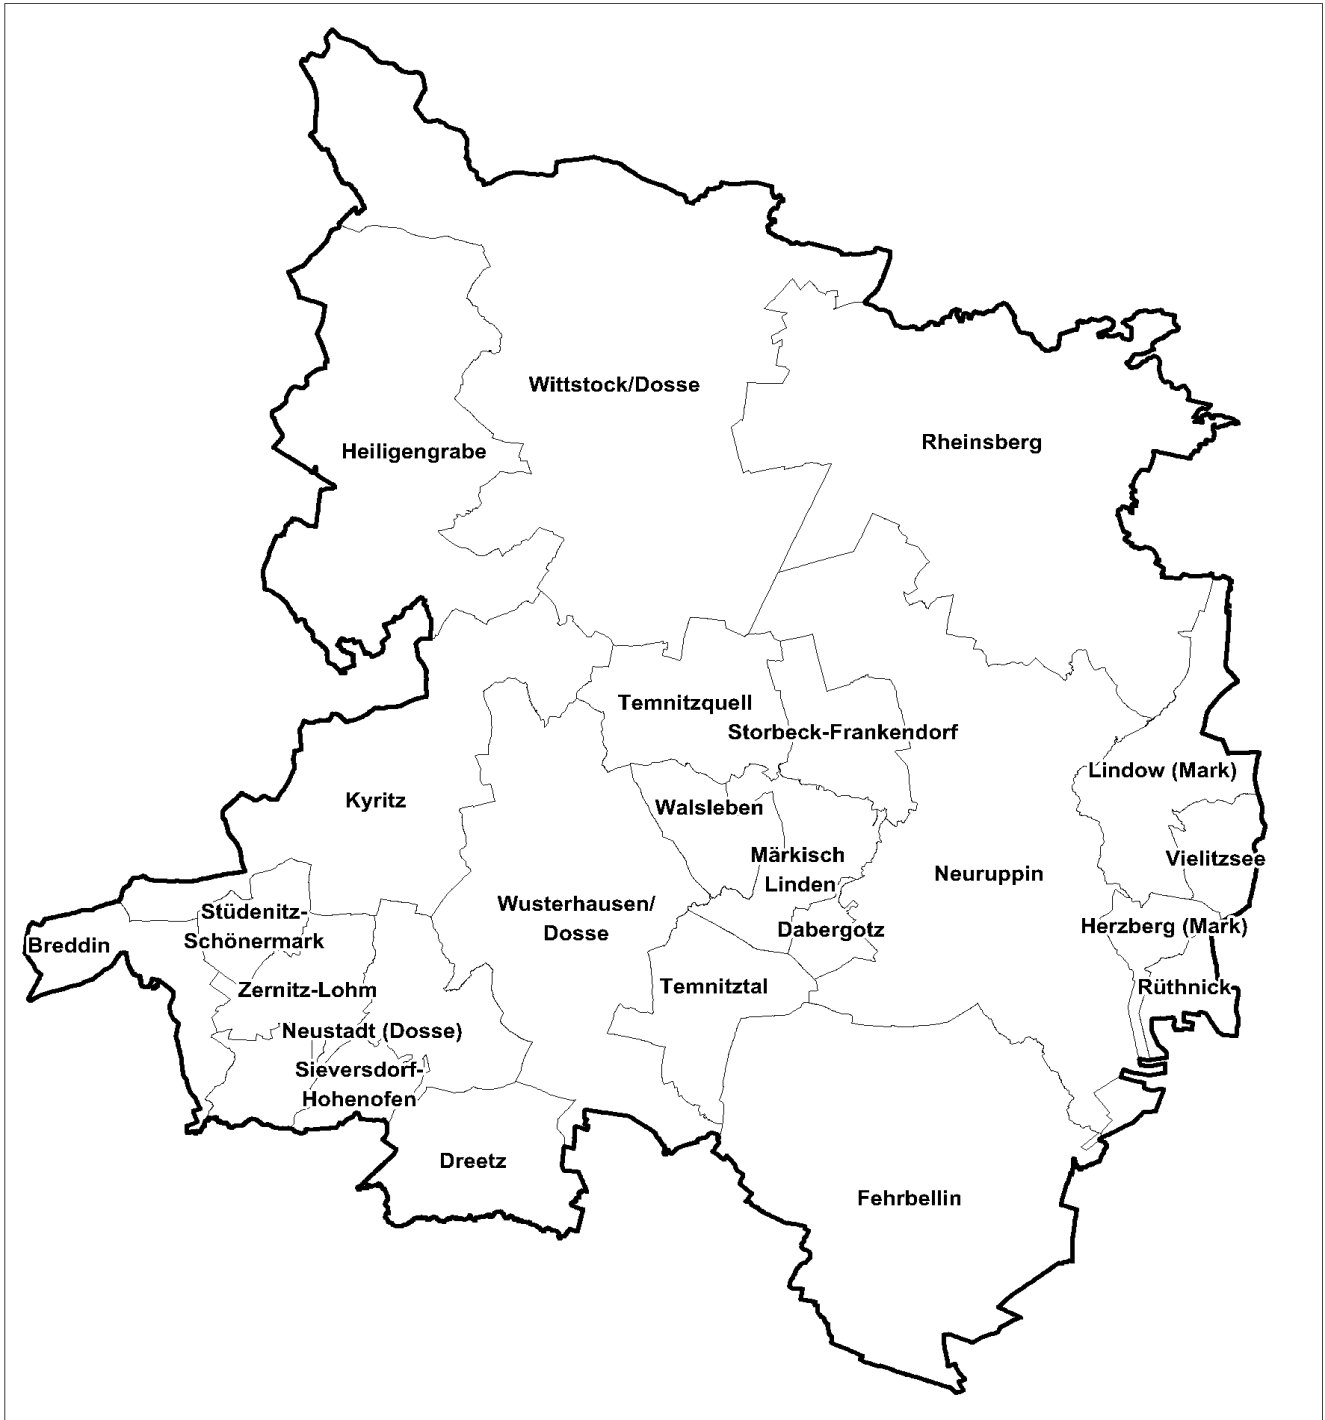 Wittstock/Dosse
Rheinsberg
Heiligengrabe
Temnitzquell
Storbeck-Frankendorf
Lindow (Mark)
Kyritz
Walsleben
Märkisch
Linden
Vielitzsee
Neuruppin
Wusterhausen/
Dosse
Stüdenitz-
Schönermark
Herzberg (Mark)
Dabergotz
Breddin
Temnitztal
Rüthnick
Zernitz-Lohm
Neustadt (Dosse)
Sieversdorf-
Hohenofen
Dreetz
Fehrbellin